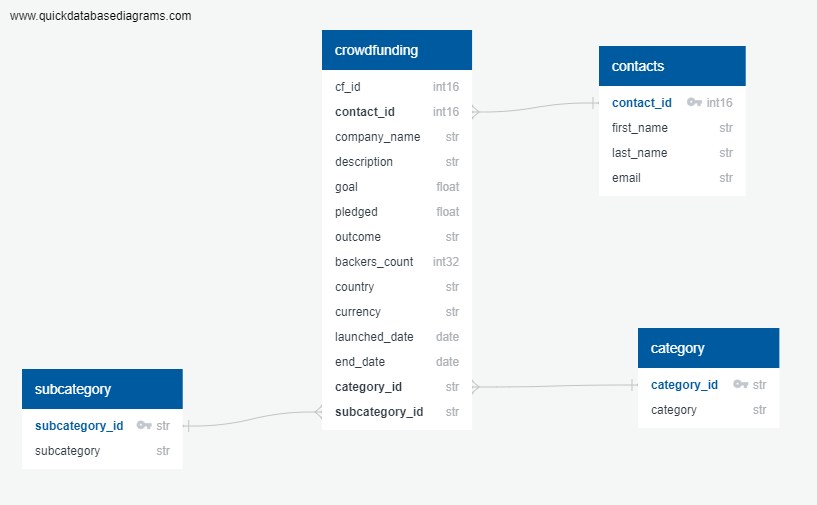 www.quickdatabasediagrams.com
crowdfunding
cf_id int16
contact_id int16
company_name str
description str
goal float
pledged float
outcome str
backers_count int32
country str
currency str
launched_date date
end_date date
category_id str
subcategory_id str
contacts
contact_id int16
first_name str
last_name str
email str
category
category_id str
category str
subcategory
subcategory_id str
subcategory str